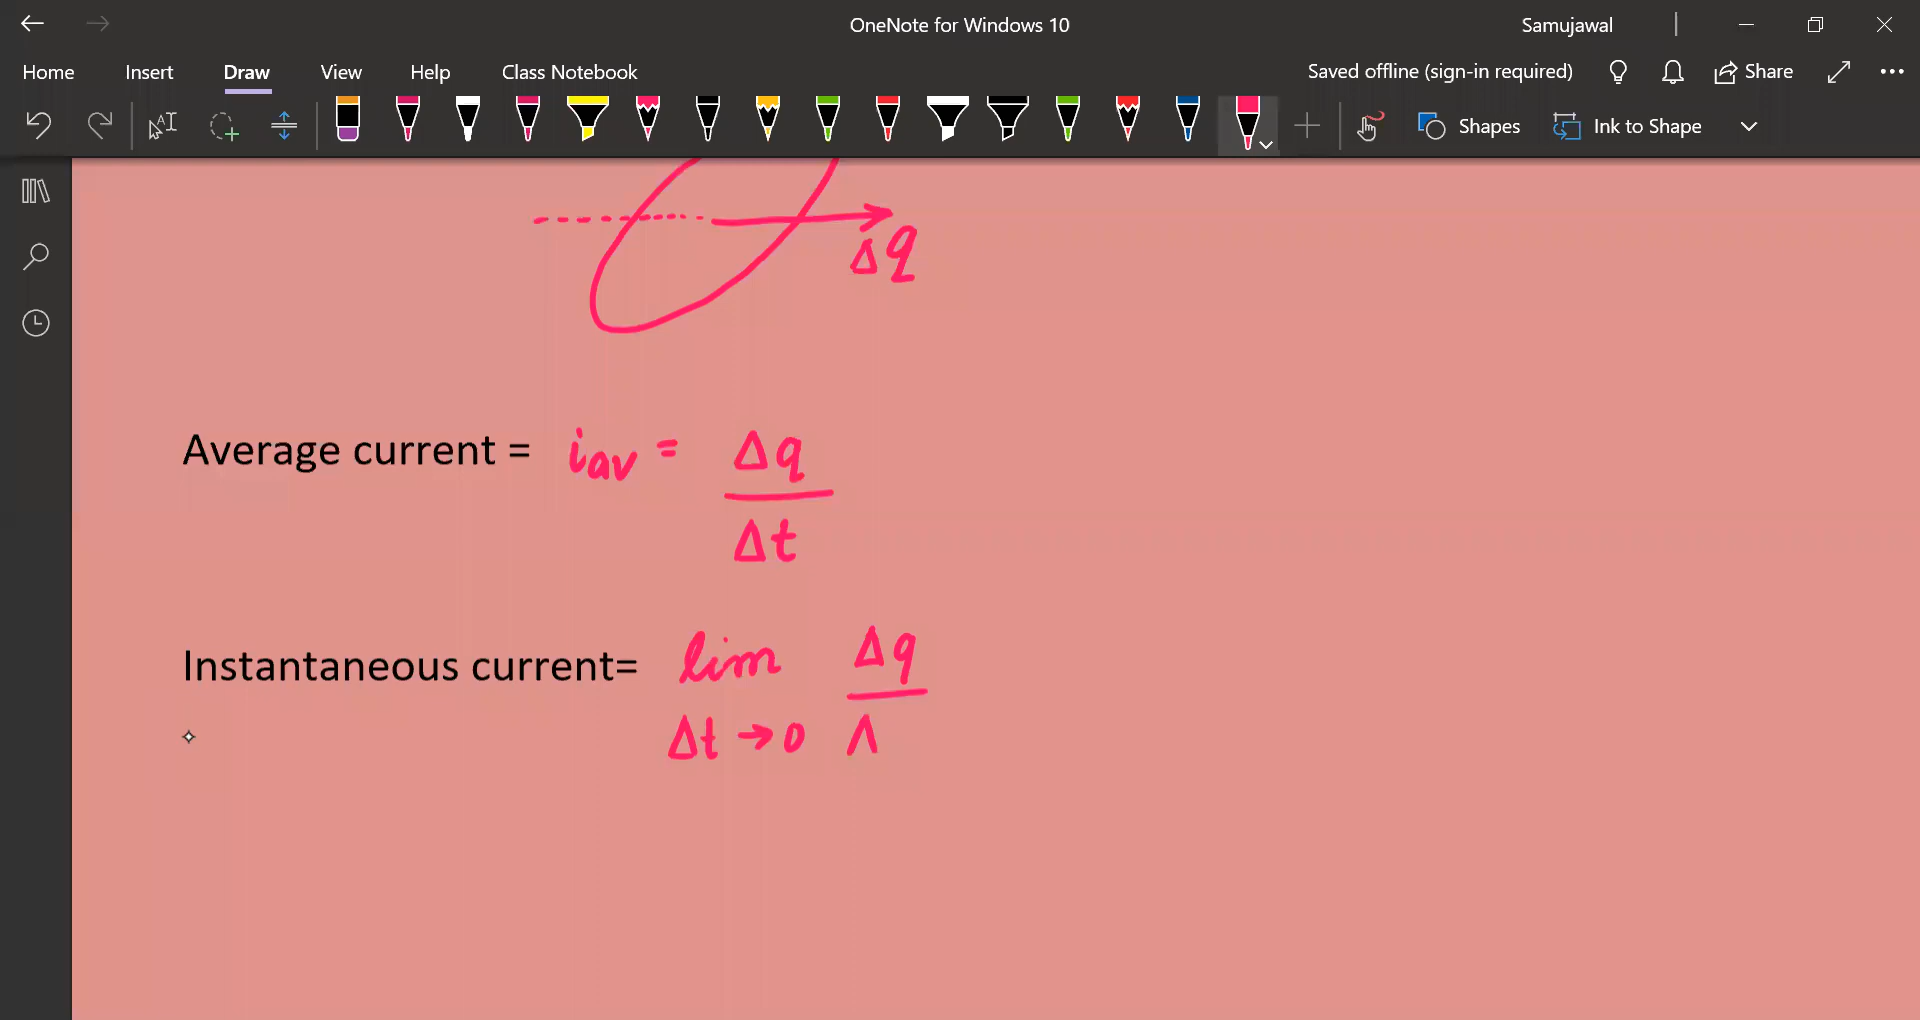 OneNote for Windows 10
Samujawal
Home Insert Draw View Help Class Notebook
Saved offline (sign-in required) Share
Shapes Ink to Shape
Δq
Average current = iav = Δq
Δt
Instantaneous current= lim Δq
Δt → 0 Λ